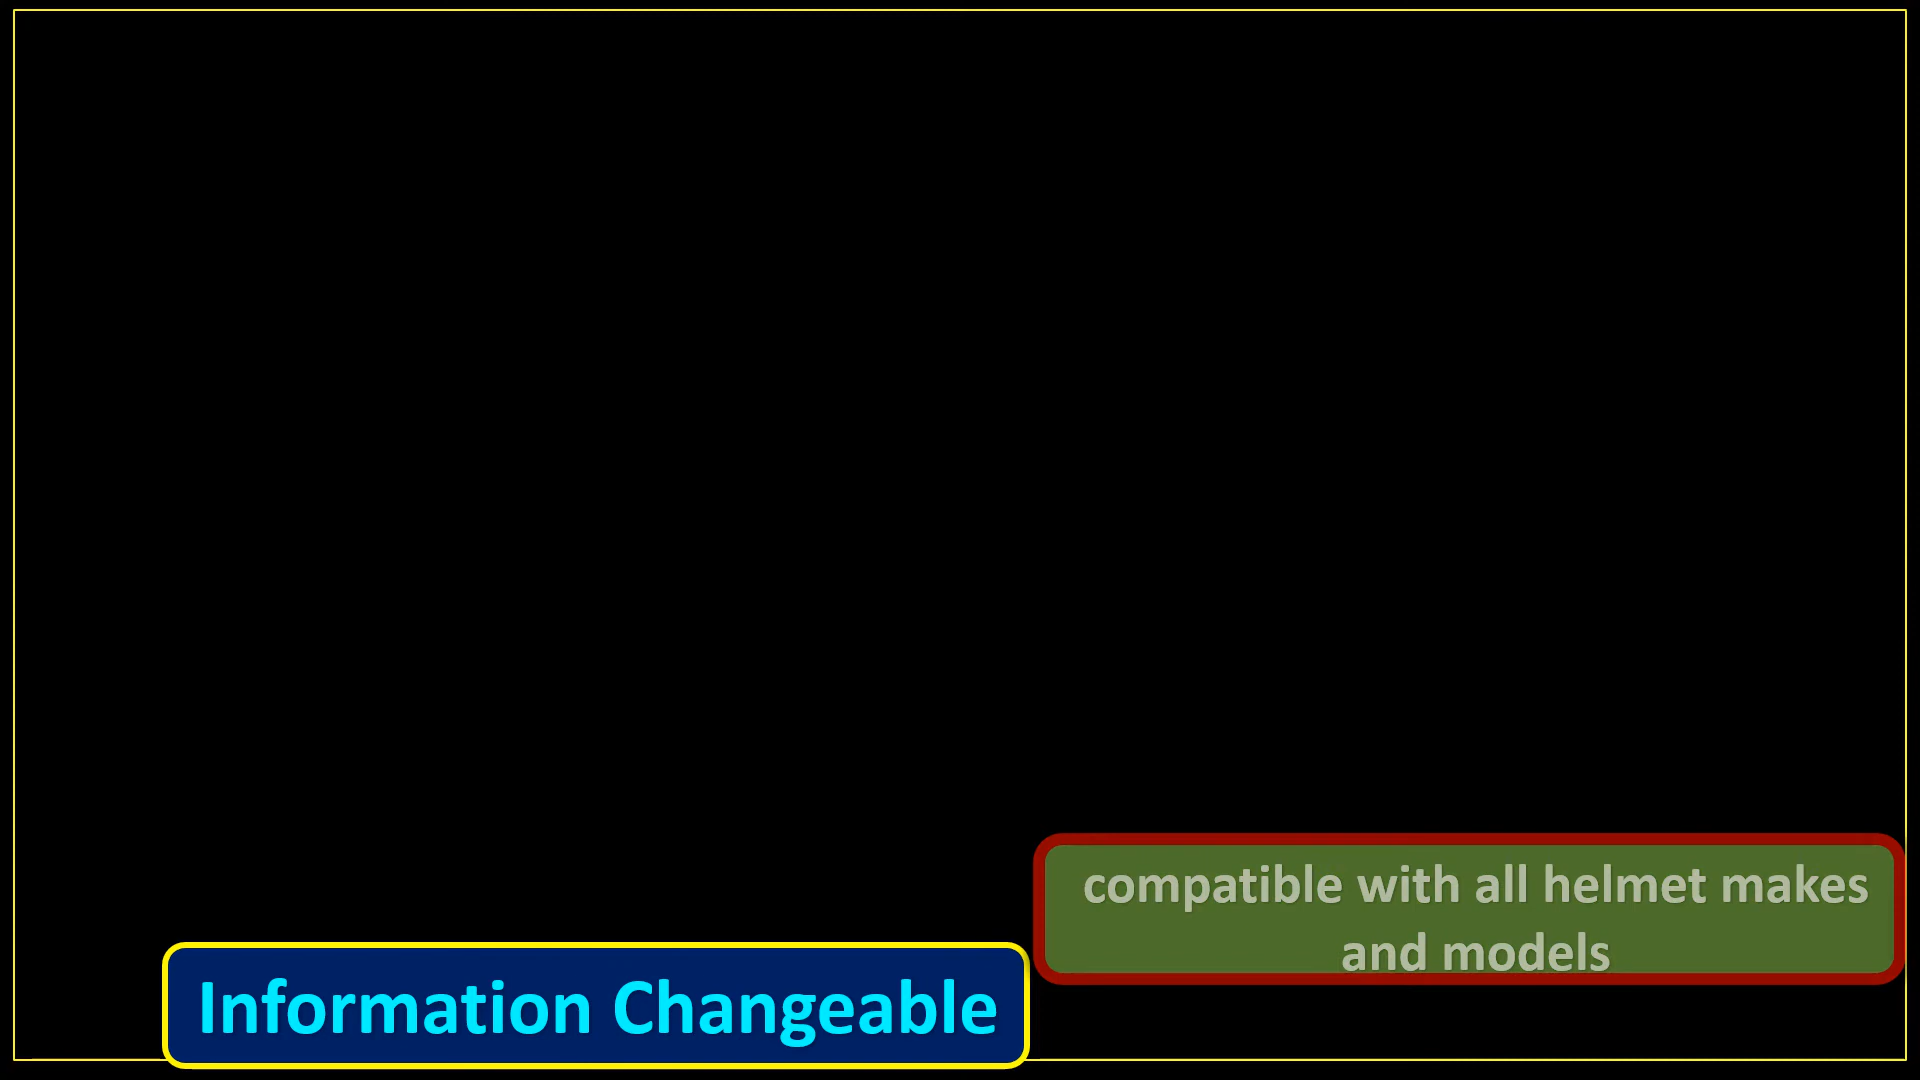 compatible with all helmet makes
and models
Information Changeable